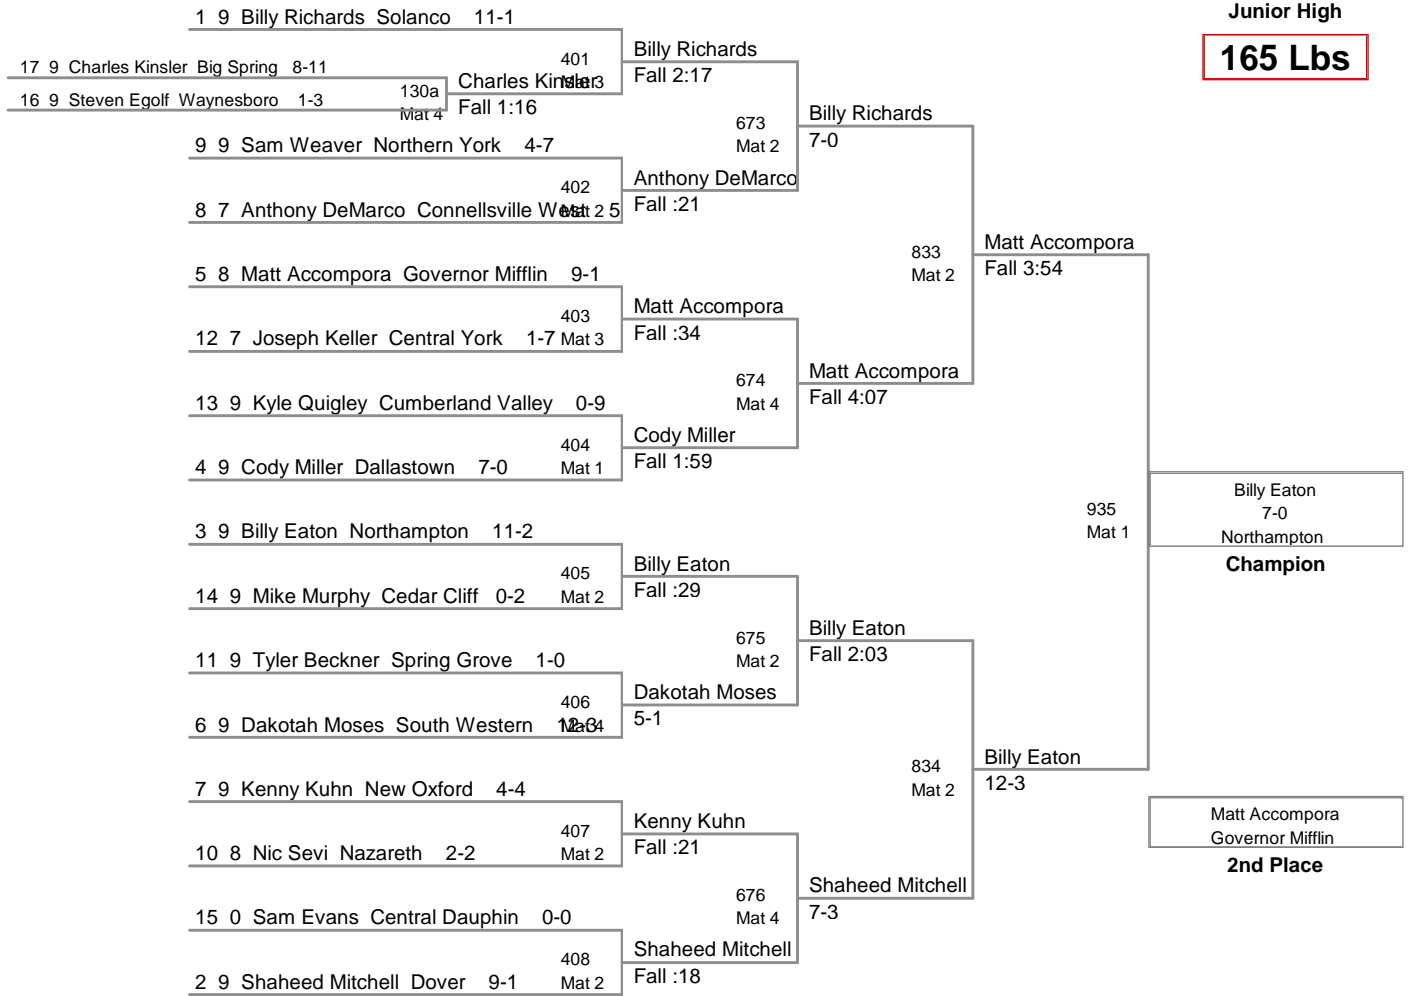 Junior High
165 Lbs
1 9 Billy Richards Solanco 11-1
17 9 Charles Kinsler Big Spring 8-11
16 9 Steven Egolf Waynesboro 1-3
130a
Mat 4
Charles Kinsler
Fall 1:16
401
Mat 3
Billy Richards
Fall 2:17
9 9 Sam Weaver Northern York 4-7
8 7 Anthony DeMarco Connellsville West 5
402
Mat 2
Anthony DeMarco
Fall :21
673
Mat 2
Billy Richards
7-0
5 8 Matt Accompora Governor Mifflin 9-1
12 7 Joseph Keller Central York 1-7
403
Mat 3
Matt Accompora
Fall :34
13 9 Kyle Quigley Cumberland Valley 0-9
4 9 Cody Miller Dallastown 7-0
404
Mat 1
Cody Miller
Fall 1:59
674
Mat 4
Matt Accompora
Fall 4:07
833
Mat 2
Matt Accompora
Fall 3:54
3 9 Billy Eaton Northampton 11-2
14 9 Mike Murphy Cedar Cliff 0-2
405
Mat 2
Billy Eaton
Fall :29
11 9 Tyler Beckner Spring Grove 1-0
6 9 Dakotah Moses South Western 12-3
406
Mat 4
Dakotah Moses
5-1
675
Mat 2
Billy Eaton
Fall 2:03
7 9 Kenny Kuhn New Oxford 4-4
10 8 Nic Sevi Nazareth 2-2
407
Mat 2
Kenny Kuhn
Fall :21
15 0 Sam Evans Central Dauphin 0-0
2 9 Shaheed Mitchell Dover 9-1
408
Mat 2
Shaheed Mitchell
Fall :18
676
Mat 4
Shaheed Mitchell
7-3
834
Mat 2
Billy Eaton
12-3
935
Mat 1
Billy Eaton
7-0
Northampton
Champion
Matt Accompora
Governor Mifflin
2nd Place